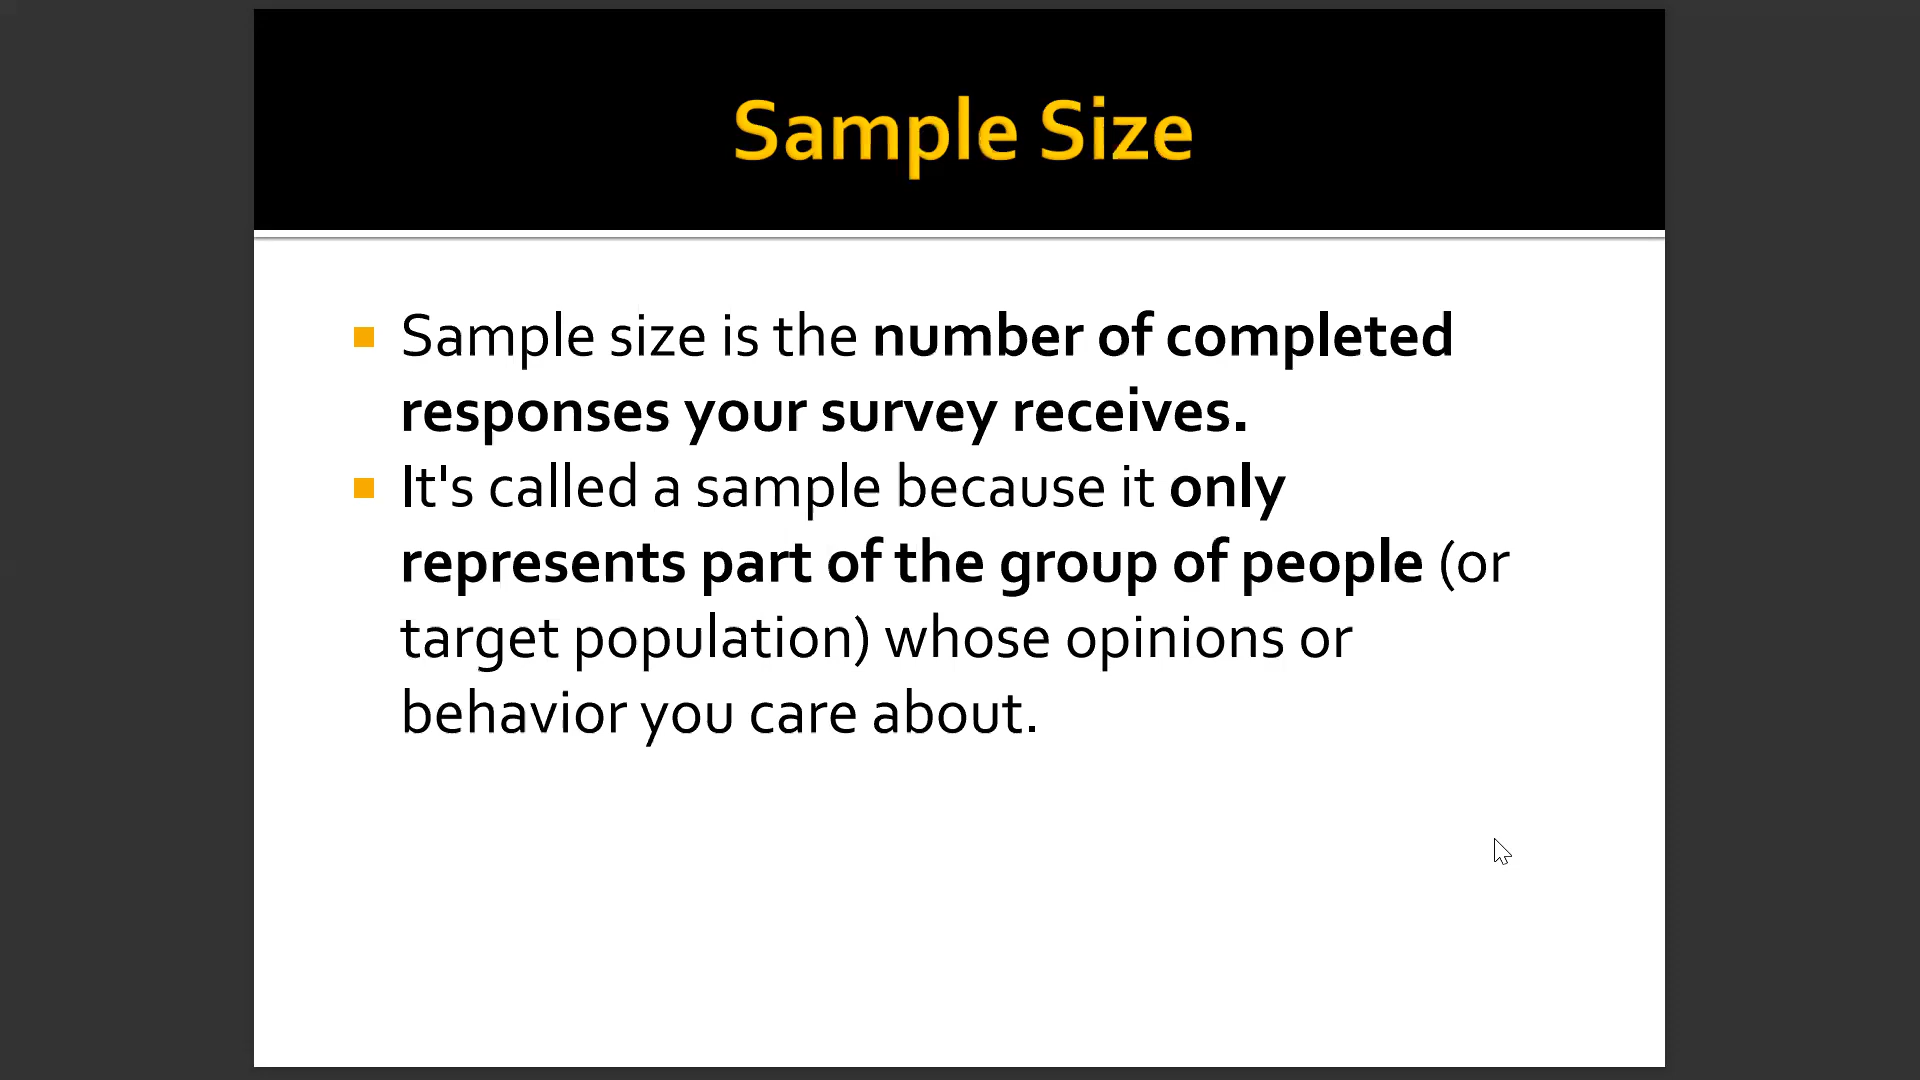 Sample Size
Sample size is the number of completed
responses your survey receives.
It's called a sample because it only
represents part of the group of people (or
target population) whose opinions or
behavior you care about.